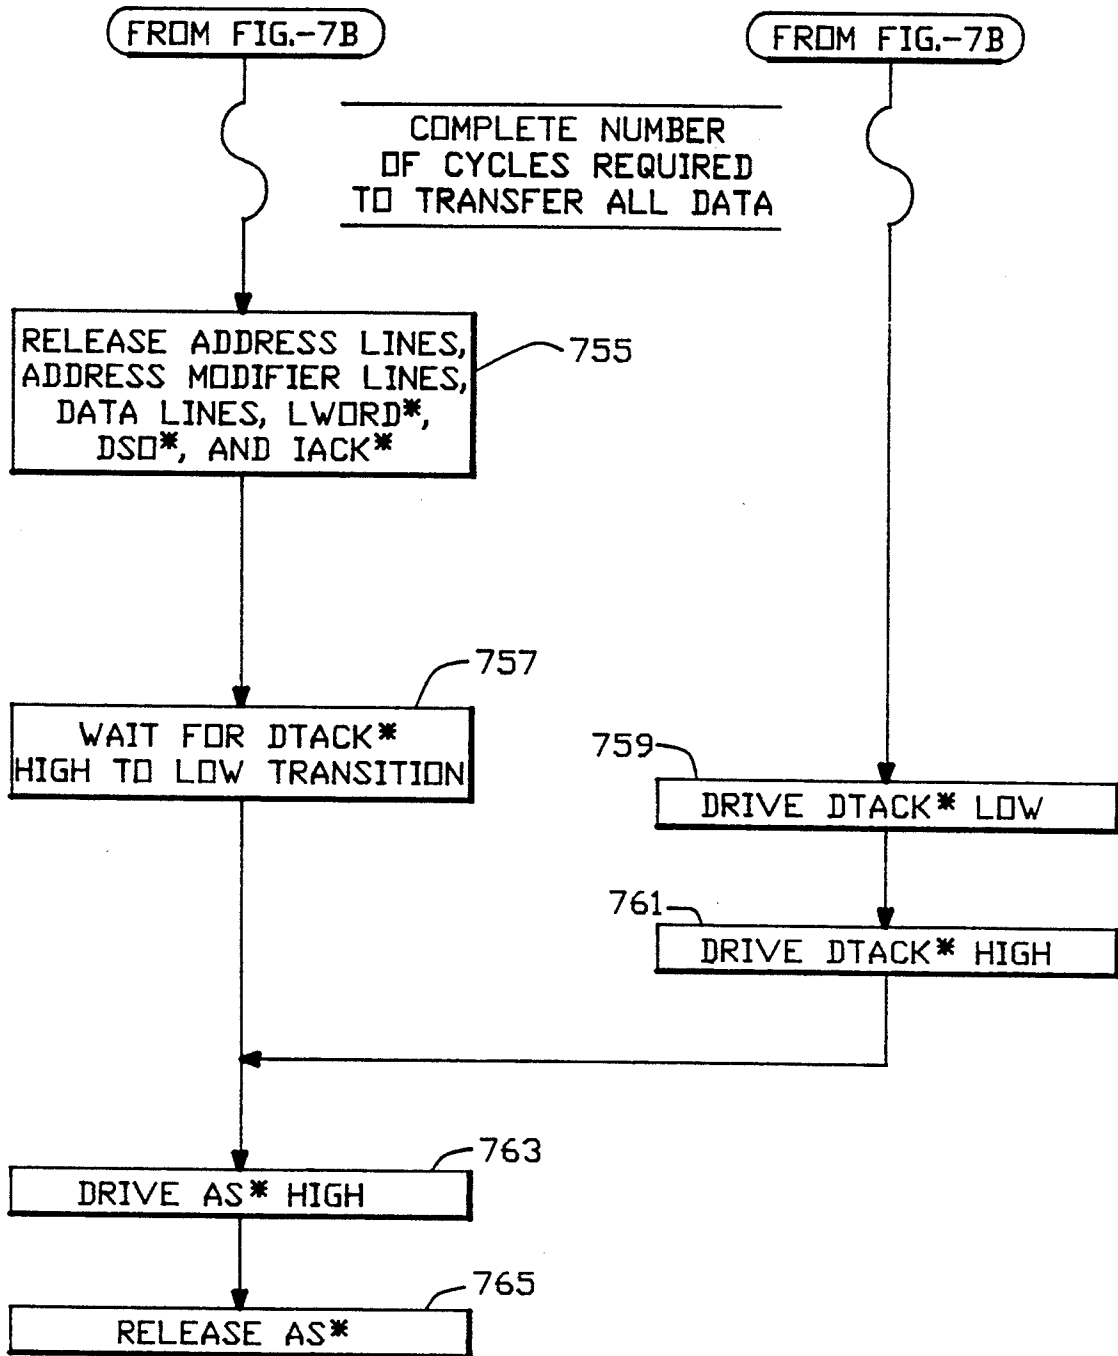 FROM FIG.-7B
FROM FIG.-7B
COMPLETE NUMBER
OF CYCLES REQUIRED
TO TRANSFER ALL DATA
RELEASE ADDRESS LINES,
ADDRESS MODIFIER LINES,
DATA LINES, LWORD*,
DS0*, AND IACK*
755
757
WAIT FOR DTACK*
HIGH TO LOW TRANSITION
759
DRIVE DTACK* LOW
761
DRIVE DTACK* HIGH
763
DRIVE AS* HIGH
765
RELEASE AS*